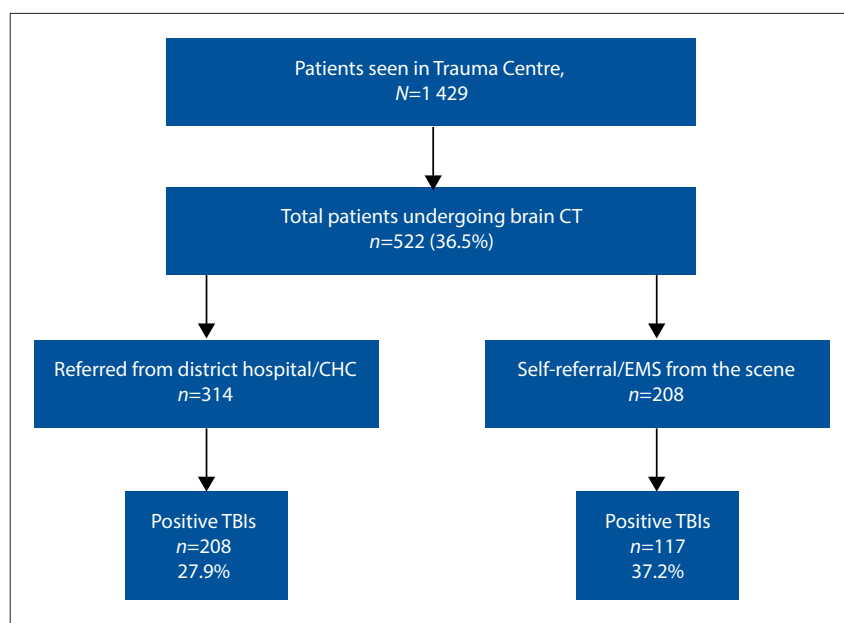 Patients seen in Trauma Centre,
N=1 429
Total patients undergoing brain CT
n=522 (36.5%)
Referred from district hospital/CHC
n=314
Self-referral/EMS from the scene
n=208
Positive TBIs
n=208
27.9%
Positive TBIs
n=117
37.2%